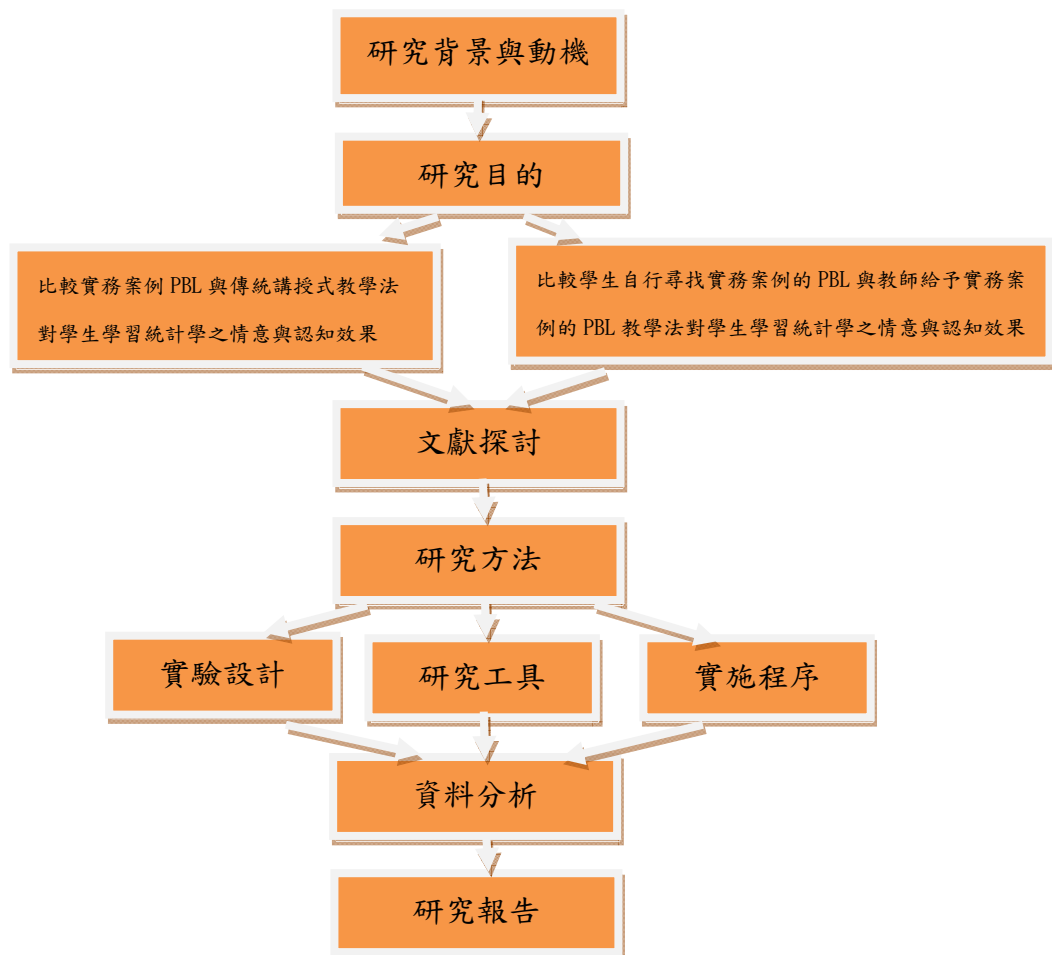 研究背景與動機
研究目的
比較實務案例 PBL 與傳統講授式教學法
對學生學習統計學之情意與認知效果
比較學生自行尋找實務案例的 PBL 與教師給予實務案
例的 PBL 教學法對學生學習統計學之情意與認知效果
文獻探討
研究方法
實驗設計
研究工具
實施程序
資料分析
研究報告